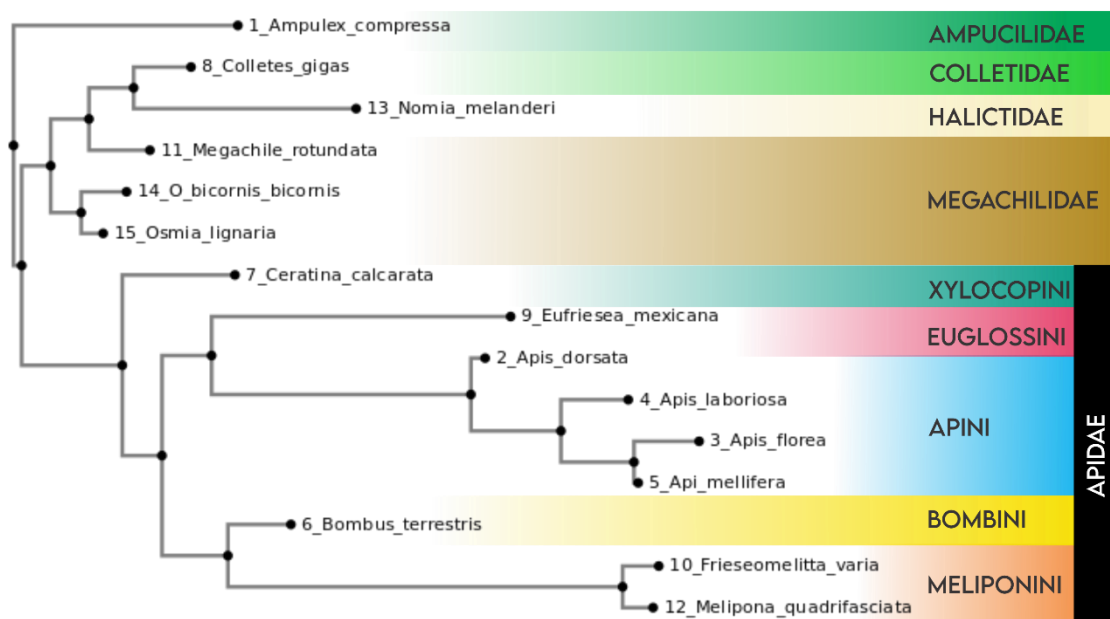 1_Ampulex_compressa
AMPUCILIDAE
8_Colletes_gigas
COLLETIDAE
13_Nomia_melanderi
HALICTIDAE
11_Megachile_rotundata
14_O_bicornis_bicornis
MEGACHILIDAE
15_Osmia_lignaria
7_Ceratina_calcarata
XYLOCOPINI
9_Eufriesea_mexicana
EUGLOSSINI
2_Apis_dorsata
4_Apis_laboriosa
APINI
3_Apis_florea
5_Api_mellifera
APIDAE
6_Bombus_terrestris
BOMBINI
10_Frieseomelitta_varia
MELIPONINI
12_Melipona_quadrifasciata